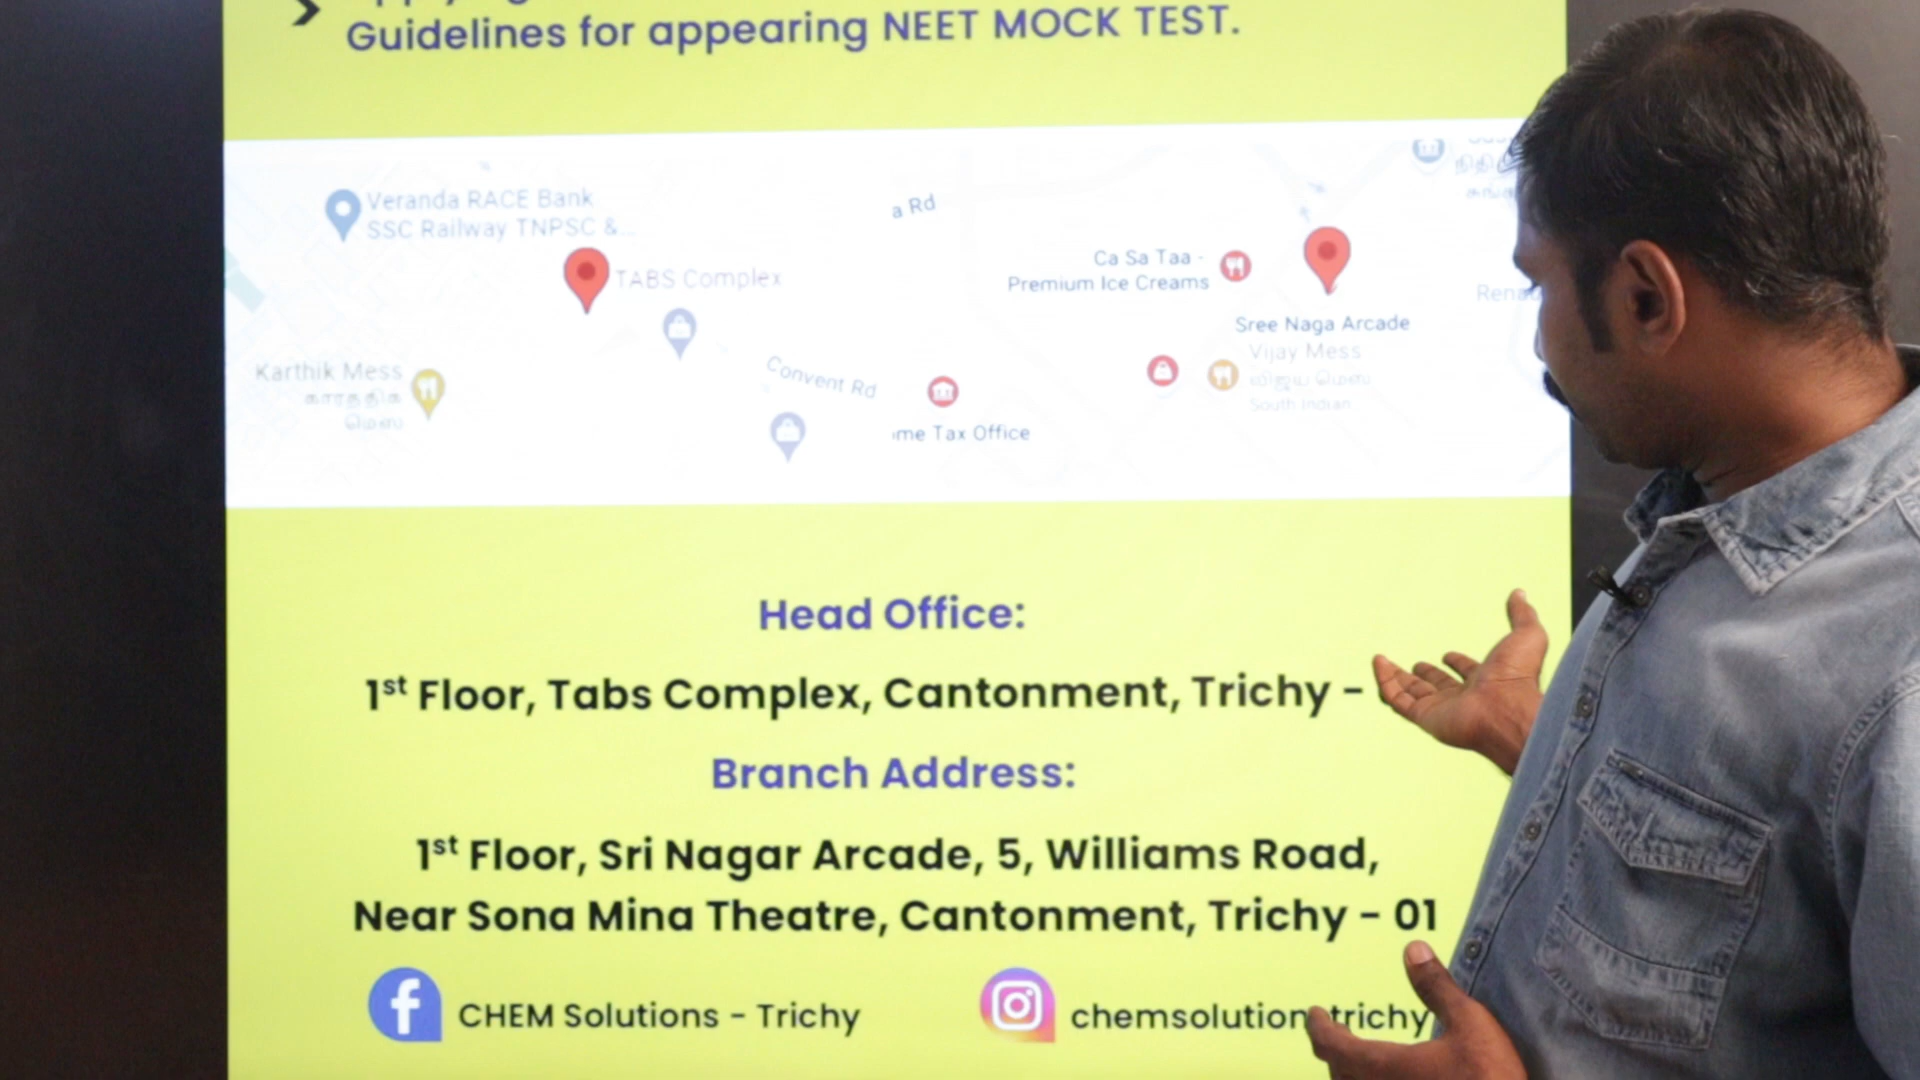 Guidelines for appearing NEET MOCK TEST.
Veranda RACE Bank
SSC Railway TNPSC &...
a Rd
TABS Complex
Ca Sa Taa -
Premium Ice Creams
Sree Naga Arcade
Vijay Mess
விஜய மெஸ்
South Indian
Karthik Mess
கார்த்திக்
மெஸ்
Convent Rd
me Tax Office
Head Office:
1st Floor, Tabs Complex, Cantonment, Trichy -
Branch Address:
1st Floor, Sri Nagar Arcade, 5, Williams Road,
Near Sona Mina Theatre, Cantonment, Trichy - 01
f CHEM Solutions - Trichy
chemsolution trichy